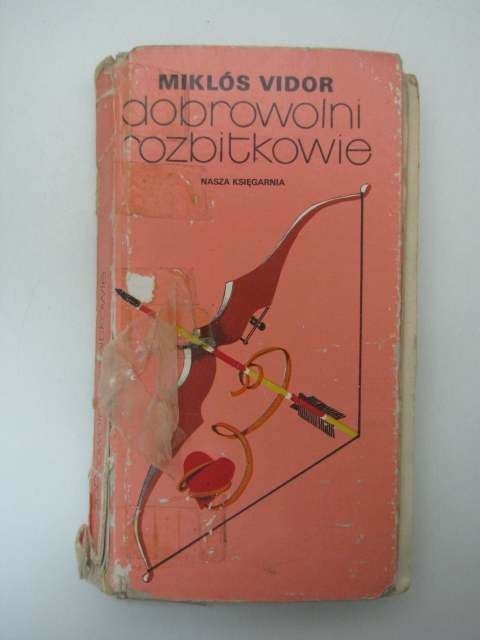 MIKLÓS VIDOR
dobrowolni
rozbitkowie
NASZA KSIĘGARNIA